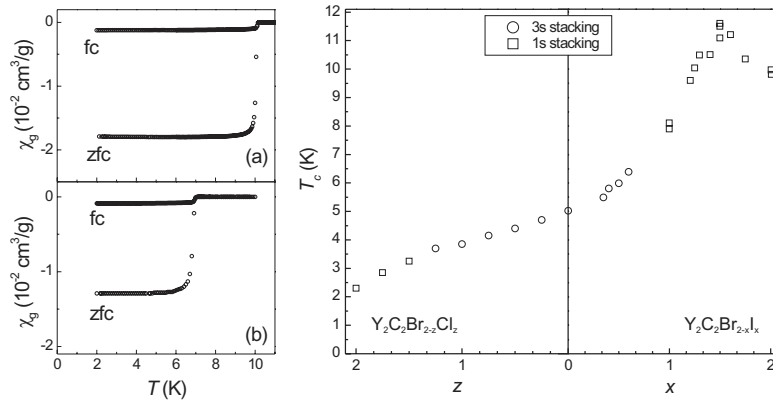 0
fc
-1
zfc
-2
(a)
χg (10⁻² cm³/g)
0
fc
-1
zfc
-2
(b)
χg (10⁻² cm³/g)
0 2 4 6 8 10
T (K)
3s stacking
1s stacking
12
11
10
9
8
7
6
5
4
3
2
1
0
Tc (K)
Y₂C₂Br₂₋zClz
Y₂C₂Br₂₋xIx
2 1 0 1 2
z x